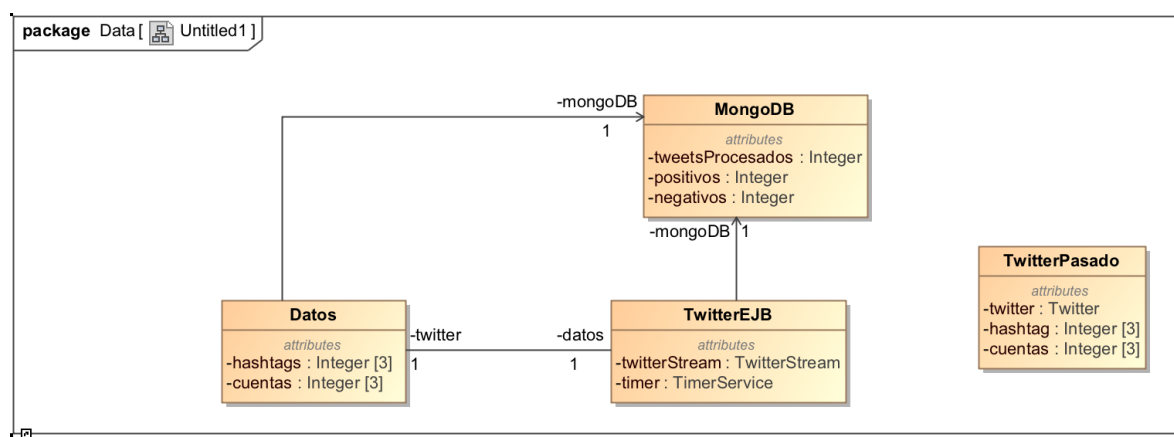 package Data [ Untitled1 ]
-mongoDB
1
MongoDB
attributes
-tweetsProcesados : Integer
-positivos : Integer
-negativos : Integer
-mongoDB 1
TwitterPasado
attributes
-twitter : Twitter
-hashtag : Integer [3]
-cuentas : Integer [3]
Datos
attributes
-hashtags : Integer [3]
-cuentas : Integer [3]
-twitter
1
-datos
1
TwitterEJB
attributes
-twitterStream : TwitterStream
-timer : TimerService